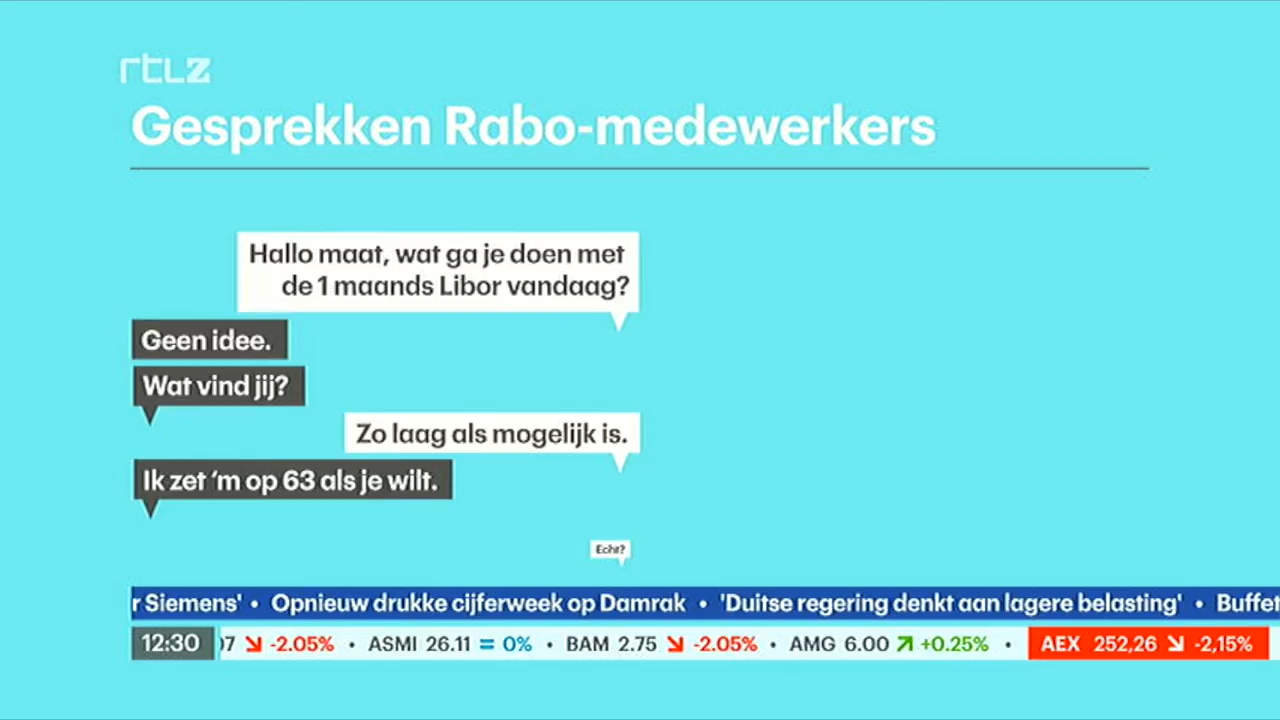 rtlz
Gesprekken Rabo-medewerkers
Hallo maat, wat ga je doen met
de 1 maands Libor vandaag?
Geen idee.
Wat vind jij?
Zo laag als mogelijk is.
Ik zet ‘m op 63 als je wilt.
Echt?
r Siemens' • Opnieuw drukke cijferweek op Damrak • 'Duitse regering denkt aan lagere belasting' • Buffet
12:30 07 ↘ -2.05% • ASMI 26.11 = 0% • BAM 2.75 ↘ -2.05% • AMG 6.00 ↗ +0.25% • AEX 252,26 ↘ -2,15%